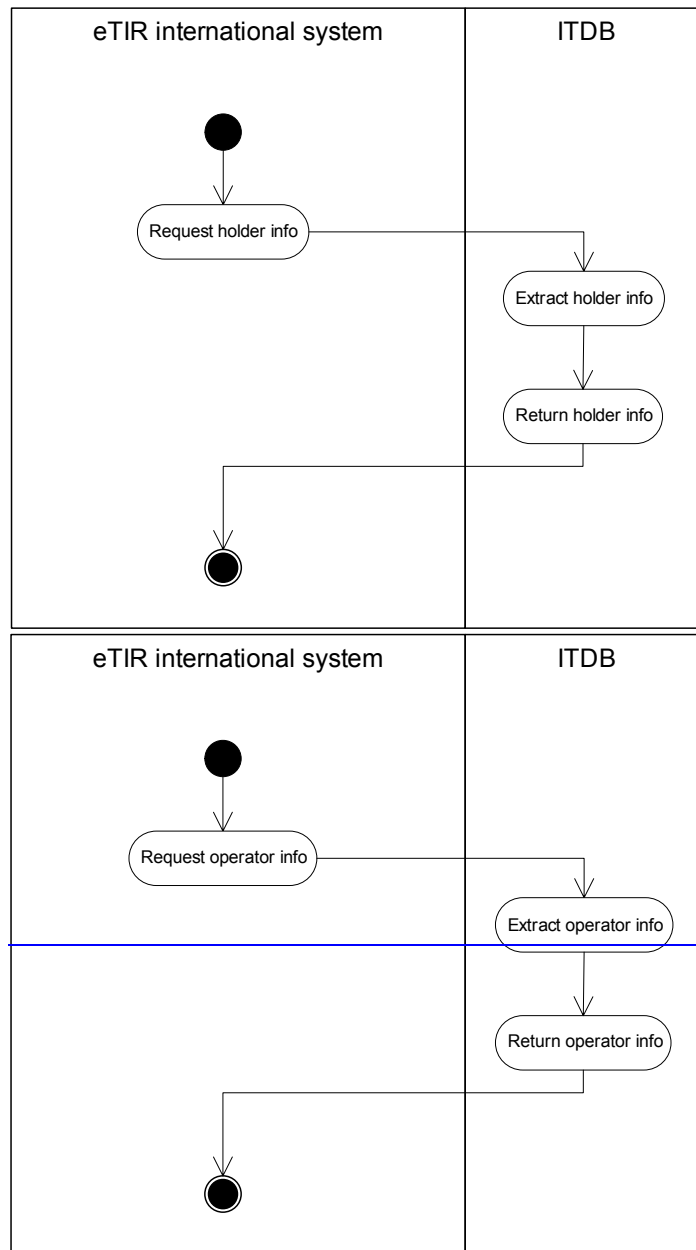 eTIR international system
ITDB
Request holder info
Extract holder info
Return holder info
eTIR international system
ITDB
Request operator info
Extract operator info
Return operator info